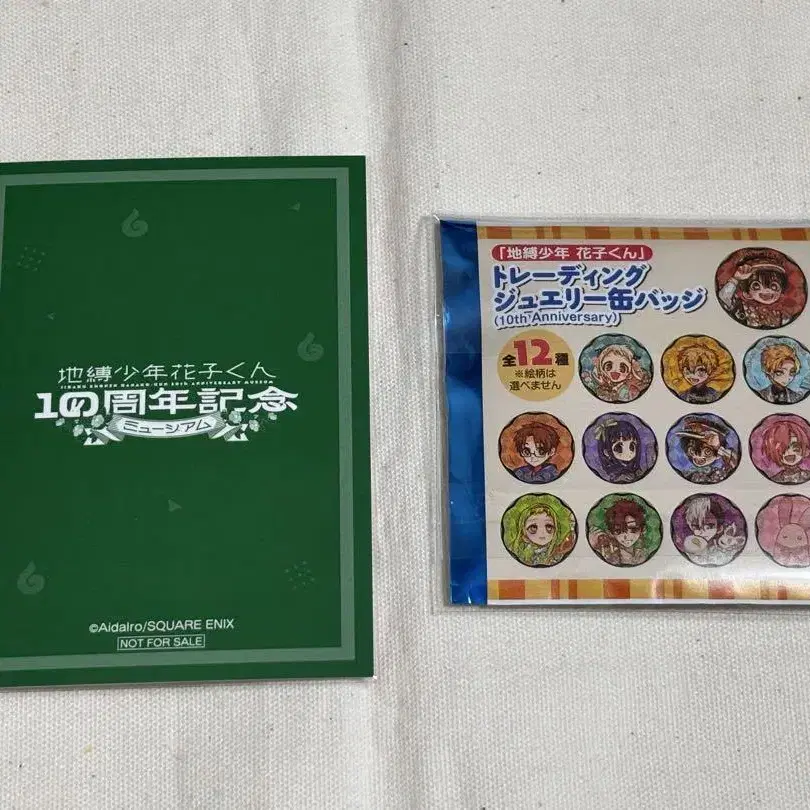 地縛少年花子くん
JIBAKU SHONEN HANAKO-KUN 10TH ANNIVERSARY MUSEUM
10周年記念
ミュージアム
©AidaIro/SQUARE ENIX
NOT FOR SALE
「地縛少年 花子くん」
トレーディング
ジュエリー缶バッジ
(10th Anniversary)
全12種
※絵柄は
選べません